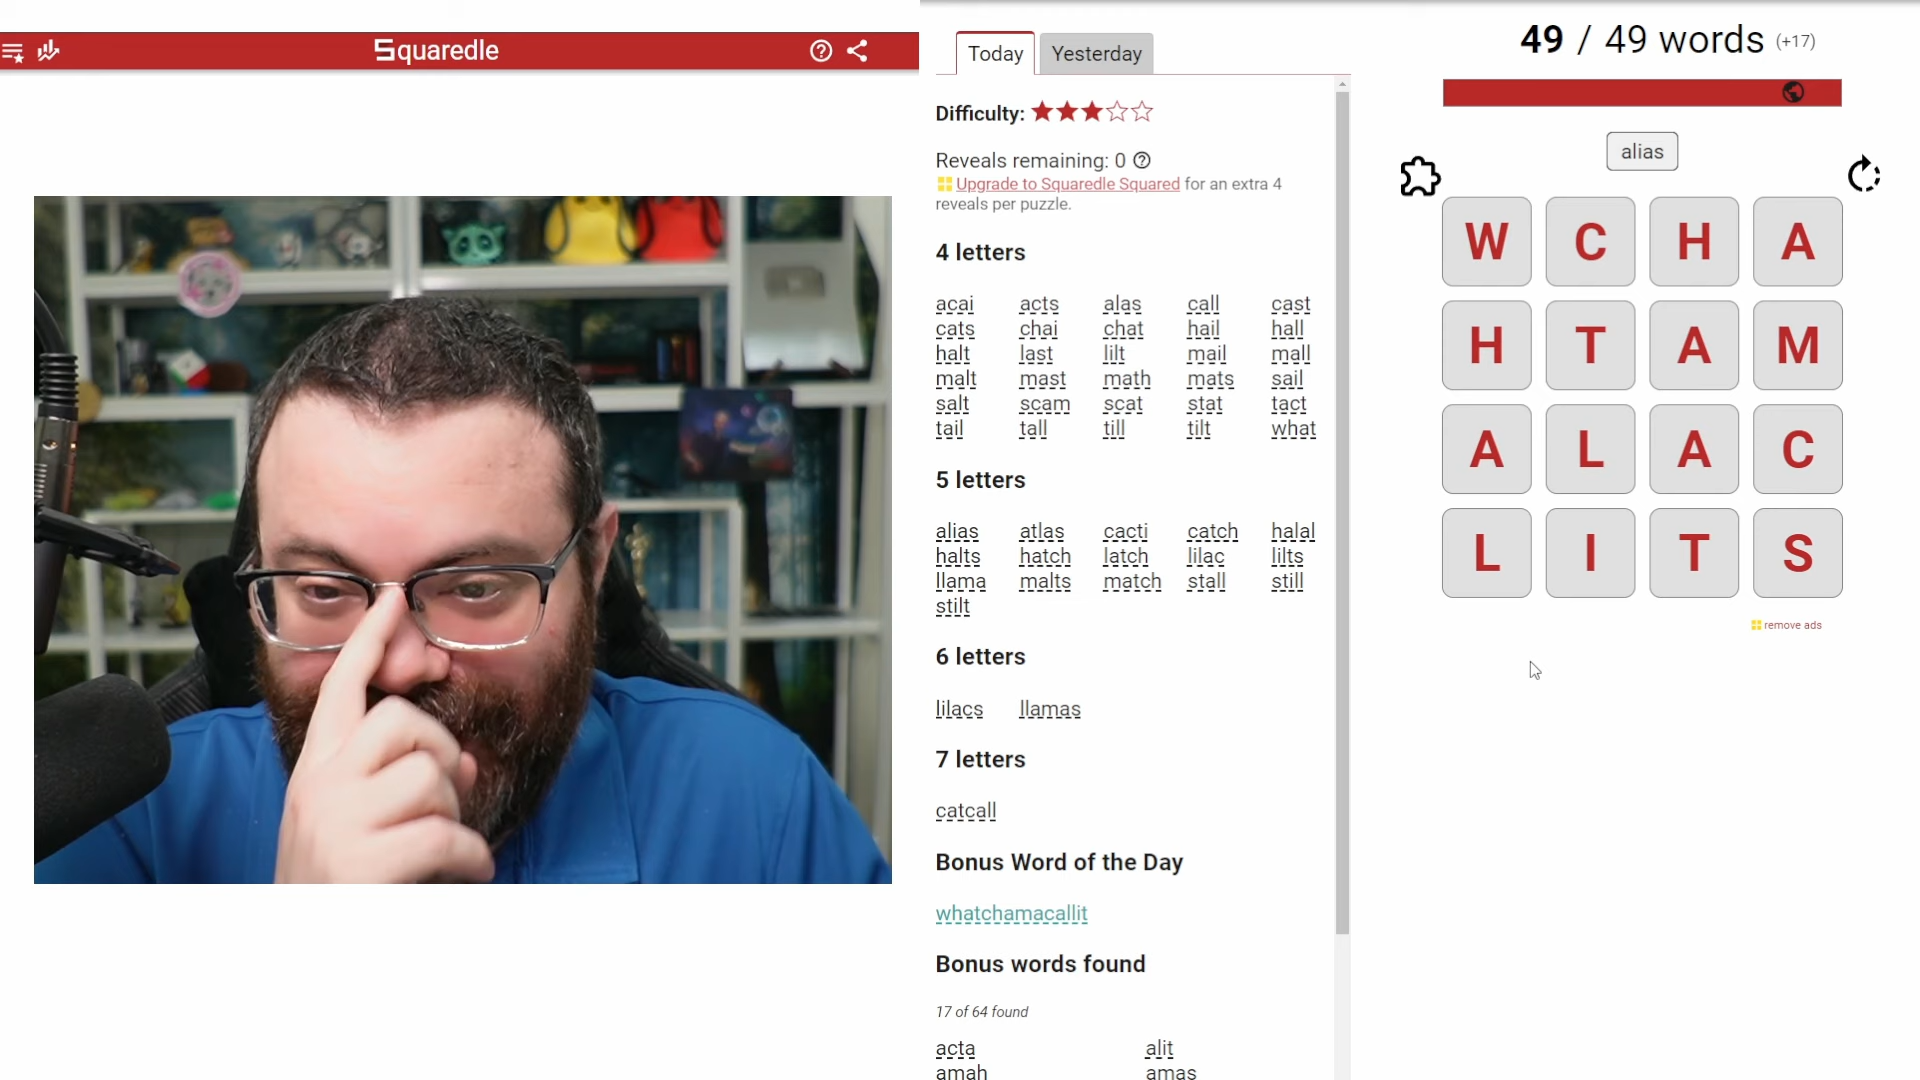 Squaredle
Today
Yesterday
Difficulty:
Reveals remaining: 0
Upgrade to Squaredle Squared for an extra 4
reveals per puzzle.
4 letters
acai acts alas call cast
cats chai chat hail hall
halt last lilt mail mall
malt mast math mats sail
salt scam scat stat tact
tail tall till tilt what
5 letters
alias atlas cacti catch halal
halts hatch latch lilac lilts
llama malts match stall still
stilt
6 letters
lilacs llamas
7 letters
catcall
Bonus Word of the Day
whatchamacallit
Bonus words found
17 of 64 found
acta alit
amah amas
49 / 49 words (+17)
alias
W C H A
H T A M
A L A C
L I T S
remove ads